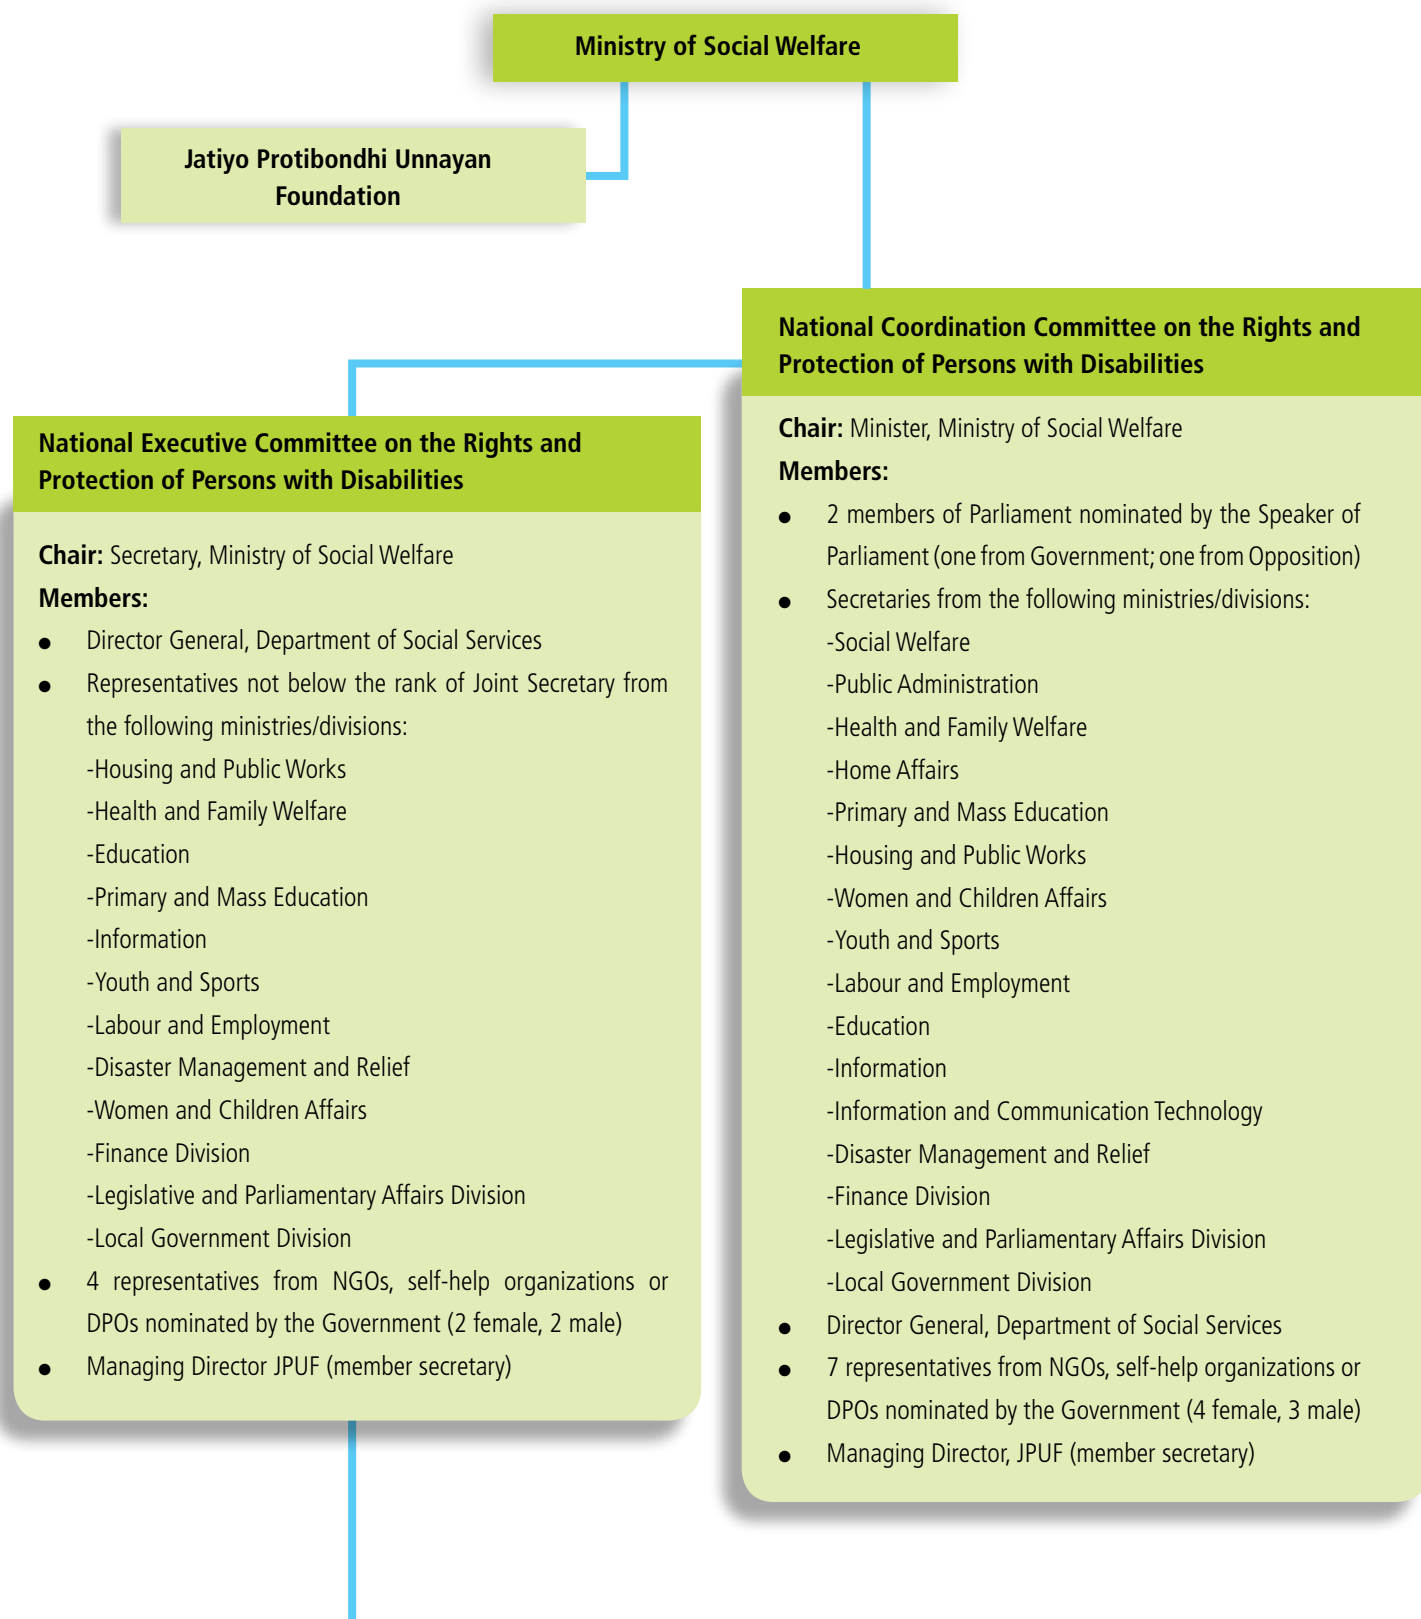 Ministry of Social Welfare
Jatiyo Protibondhi Unnayan
Foundation
National Coordination Committee on the Rights and
Protection of Persons with Disabilities
Chair: Minister, Ministry of Social Welfare
Members:
● 2 members of Parliament nominated by the Speaker of
Parliament (one from Government; one from Opposition)
● Secretaries from the following ministries/divisions:
-Social Welfare
-Public Administration
-Health and Family Welfare
-Home Affairs
-Primary and Mass Education
-Housing and Public Works
-Women and Children Affairs
-Youth and Sports
-Labour and Employment
-Education
-Information
-Information and Communication Technology
-Disaster Management and Relief
-Finance Division
-Legislative and Parliamentary Affairs Division
-Local Government Division
● Director General, Department of Social Services
● 7 representatives from NGOs, self-help organizations or
DPOs nominated by the Government (4 female, 3 male)
● Managing Director, JPUF (member secretary)
National Executive Committee on the Rights and
Protection of Persons with Disabilities
Chair: Secretary, Ministry of Social Welfare
Members:
● Director General, Department of Social Services
● Representatives not below the rank of Joint Secretary from
the following ministries/divisions:
-Housing and Public Works
-Health and Family Welfare
-Education
-Primary and Mass Education
-Information
-Youth and Sports
-Labour and Employment
-Disaster Management and Relief
-Women and Children Affairs
-Finance Division
-Legislative and Parliamentary Affairs Division
-Local Government Division
● 4 representatives from NGOs, self-help organizations or
DPOs nominated by the Government (2 female, 2 male)
● Managing Director JPUF (member secretary)